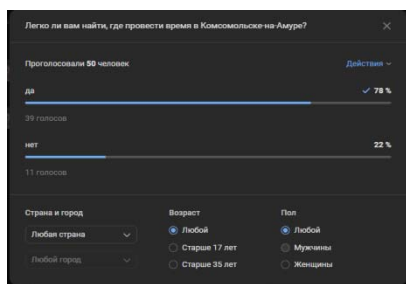 Легко ли вам найти, где провести время в Комсомольске-на-Амуре?
Проголосовали 50 человек
Действия
да
78 %
39 голосов
нет
22 %
11 голосов
Страна и город
Возраст
Пол
Любая страна
Любой
Любой
Старше 17 лет
Мужчины
Любой город
Старше 35 лет
Женщины